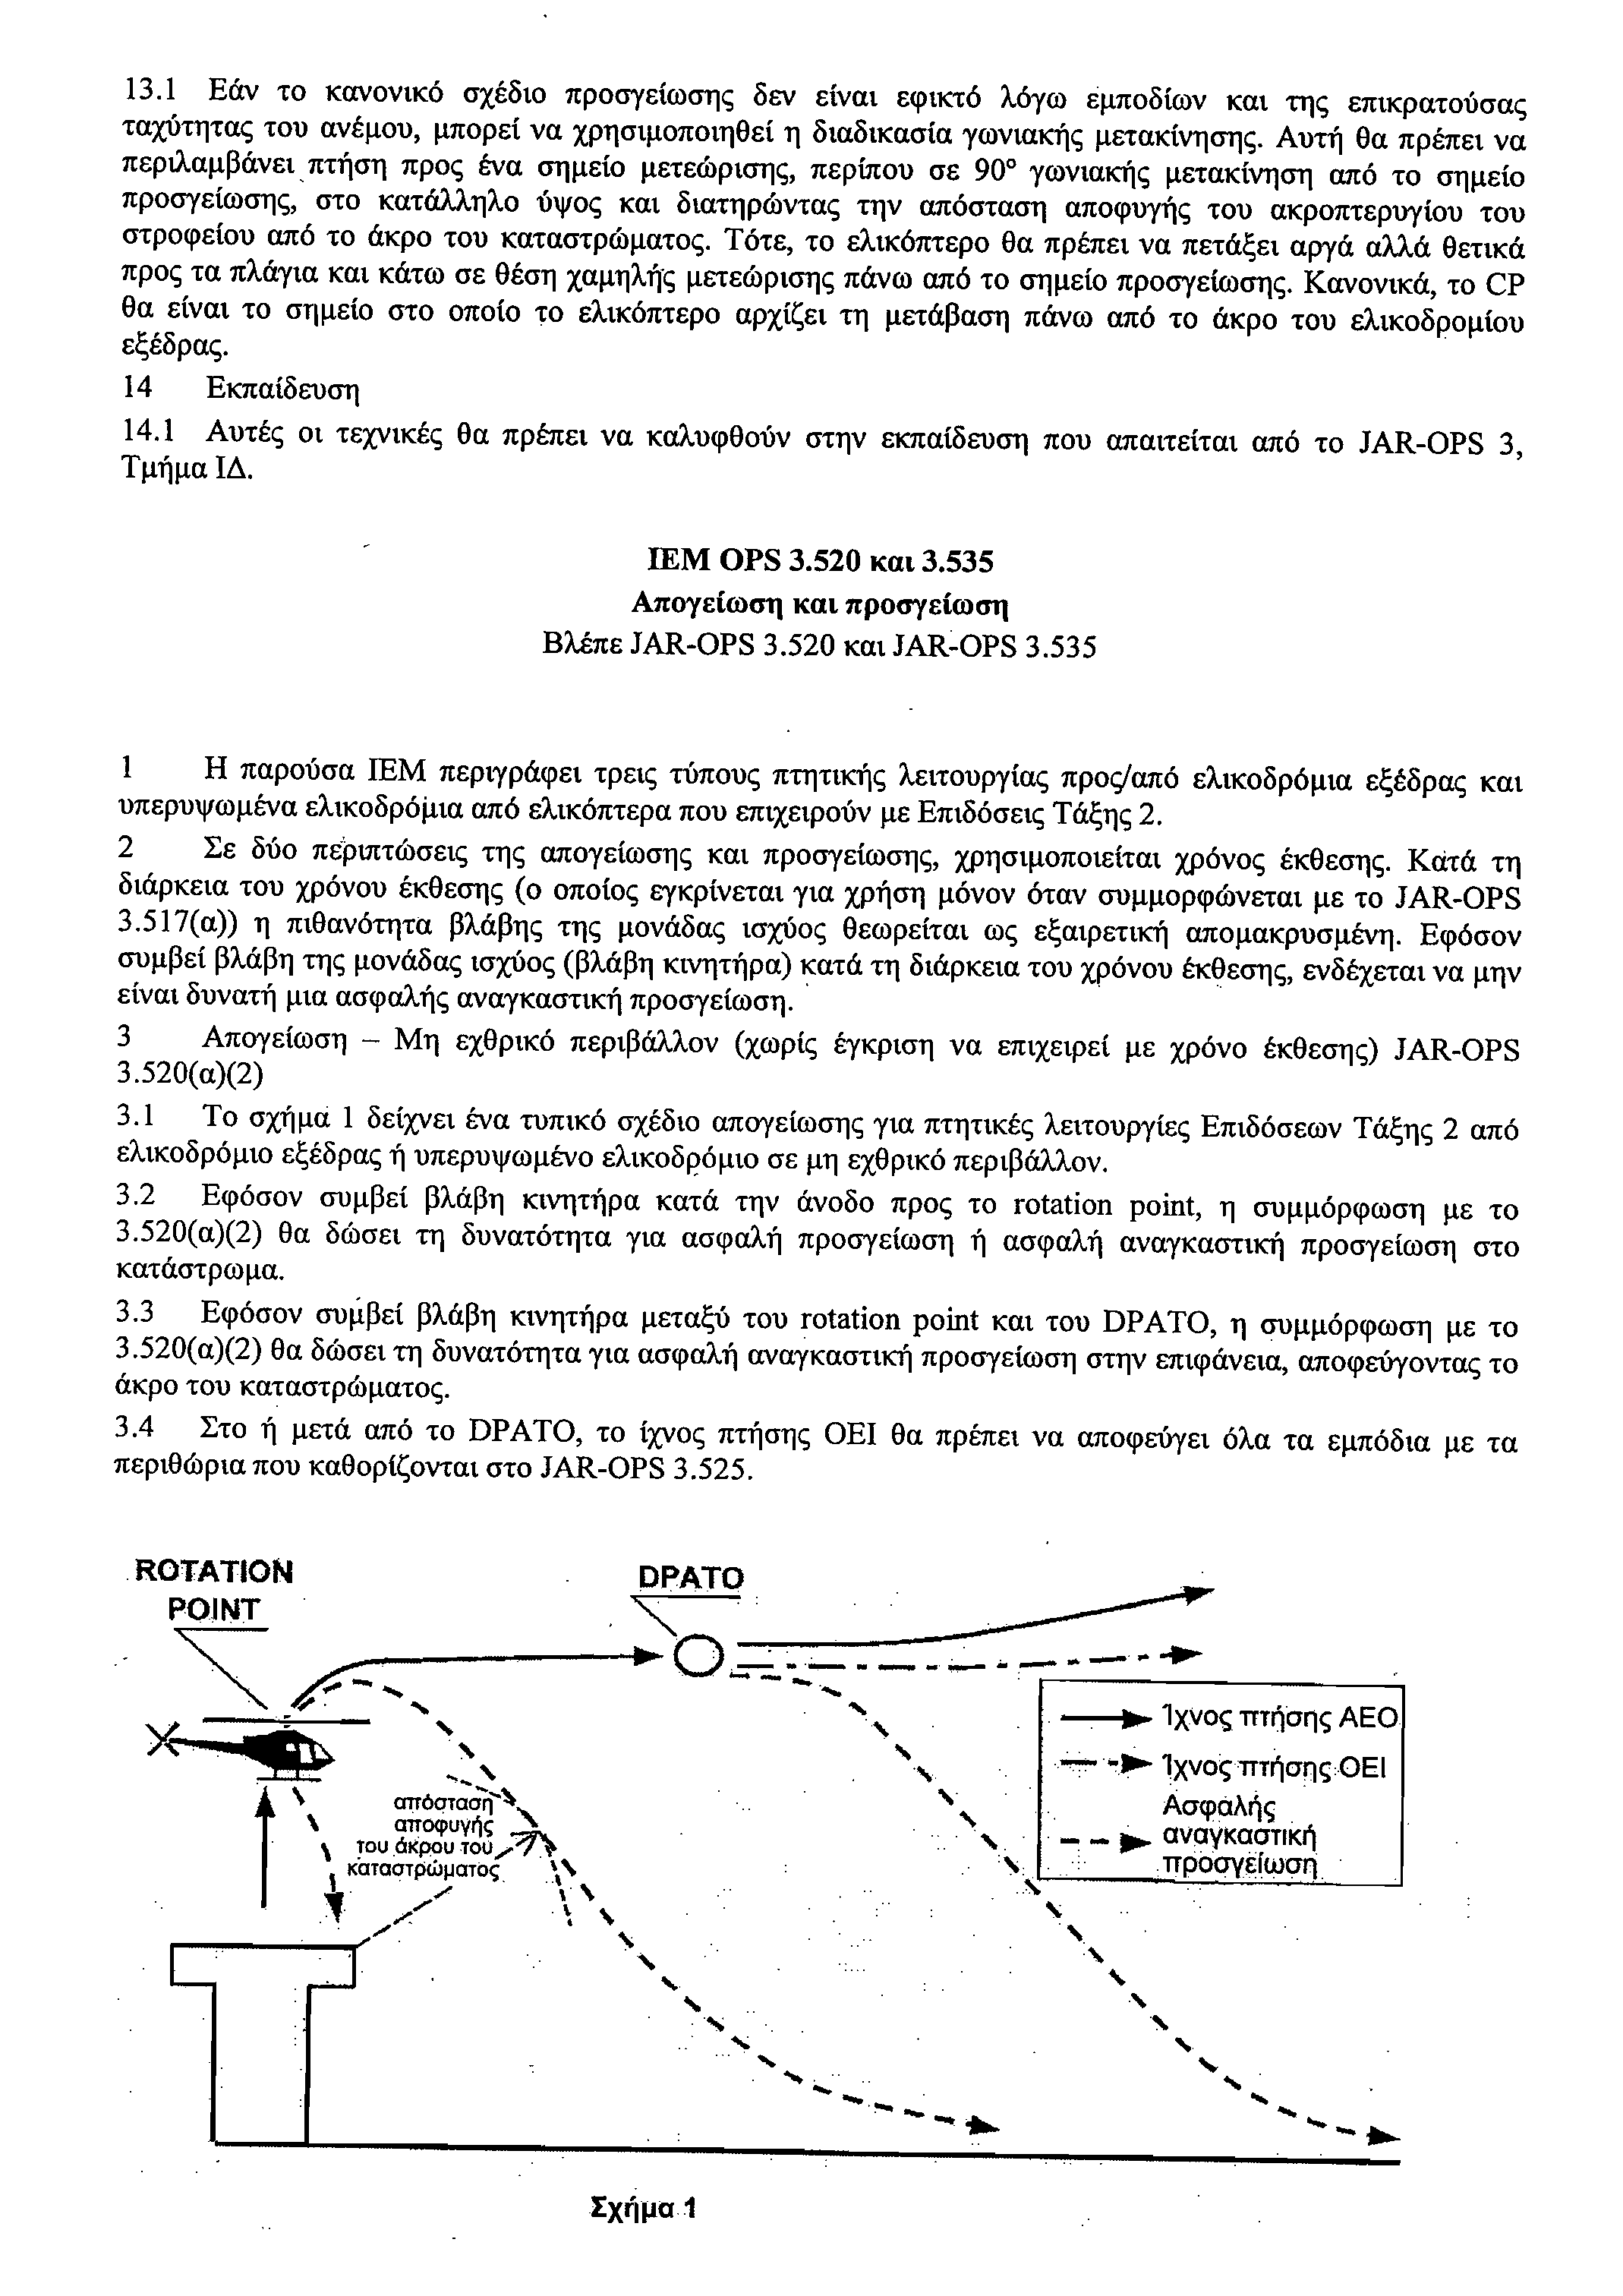 13.1 Εάν το κανονικό σχέδιο προσγείωσης δεν είναι εφικτό λόγω εμποδίων και της επικρατούσας
ταχύτητας του ανέμου, μπορεί να χρησιμοποιηθεί η διαδικασία γωνιακής μετακίνησης. Αυτή θα πρέπει να
περιλαμβάνει πτήση προς ένα σημείο μετεώρισης, περίπου σε 90° γωνιακής μετακίνηση από το σημείο
προσγείωσης, στο κατάλληλο ύψος και διατηρώντας την απόσταση αποφυγής του ακροπτερυγίου του
στροφείου από το άκρο του καταστρώματος. Τότε, το ελικόπτερο θα πρέπει να πετάξει αργά αλλά θετικά
προς τα πλάγια και κάτω σε θέση χαμηλής μετεώρισης πάνω από το σημείο προσγείωσης. Κανονικά, το CP
θα είναι το σημείο στο οποίο το ελικόπτερο αρχίζει τη μετάβαση πάνω από το άκρο του ελικοδρομίου
εξέδρας.
14 Εκπαίδευση
14.1 Αυτές οι τεχνικές θα πρέπει να καλυφθούν στην εκπαίδευση που απαιτείται από το JAR-OPS 3,
Τμήμα ΙΔ.
IEM OPS 3.520 και 3.535
Απογείωση και προσγείωση
Βλέπε JAR-OPS 3.520 και JAR-OPS 3.535
1 Η παρούσα IEM περιγράφει τρεις τύπους πτητικής λειτουργίας προς/από ελικοδρόμια εξέδρας και
υπερυψωμένα ελικοδρόμια από ελικόπτερα που επιχειρούν με Επιδόσεις Τάξης 2.
2 Σε δύο περιπτώσεις της απογείωσης και προσγείωσης, χρησιμοποιείται χρόνος έκθεσης. Κατά τη
διάρκεια του χρόνου έκθεσης (ο οποίος εγκρίνεται για χρήση μόνον όταν συμμορφώνεται με το JAR-OPS
3.517(α)) η πιθανότητα βλάβης της μονάδας ισχύος θεωρείται ως εξαιρετική απομακρυσμένη. Εφόσον
συμβεί βλάβη της μονάδας ισχύος (βλάβη κινητήρα) κατά τη διάρκεια του χρόνου έκθεσης, ενδέχεται να μην
είναι δυνατή μια ασφαλής αναγκαστική προσγείωση.
3 Απογείωση – Μη εχθρικό περιβάλλον (χωρίς έγκριση να επιχειρεί με χρόνο έκθεσης) JAR-OPS
3.520(α)(2)
3.1 Το σχήμα 1 δείχνει ένα τυπικό σχέδιο απογείωσης για πτητικές λειτουργίες Επιδόσεων Τάξης 2 από
ελικοδρόμιο εξέδρας ή υπερυψωμένο ελικοδρόμιο σε μη εχθρικό περιβάλλον.
3.2 Εφόσον συμβεί βλάβη κινητήρα κατά την άνοδο προς το rotation point, η συμμόρφωση με το
3.520(α)(2) θα δώσει τη δυνατότητα για ασφαλή προσγείωση ή ασφαλή αναγκαστική προσγείωση στο
κατάστρωμα.
3.3 Εφόσον συμβεί βλάβη κινητήρα μεταξύ του rotation point και του DPATO, η συμμόρφωση με το
3.520(α)(2) θα δώσει τη δυνατότητα για ασφαλή αναγκαστική προσγείωση στην επιφάνεια, αποφεύγοντας το
άκρο του καταστρώματος.
3.4 Στο ή μετά από το DPATO, το ίχνος πτήσης OEI θα πρέπει να αποφεύγει όλα τα εμπόδια με τα
περιθώρια που καθορίζονται στο JAR-OPS 3.525.
ROTATION
POINT
DPATO
Ίχνος πτήσης AEO
Ίχνος πτήσης OEI
Ασφαλής
αναγκαστική
προσγείωση
απόσταση
αποφυγής
του άκρου του
καταστρώματος
Σχήμα 1